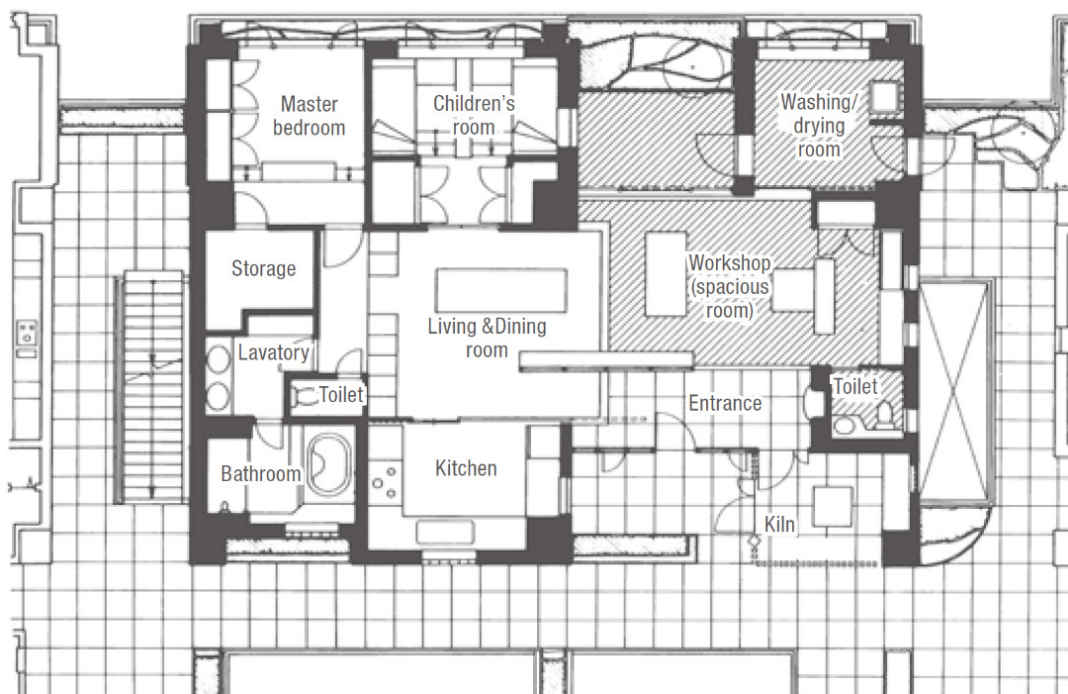 Master
bedroom
Children's
room
Washing/
drying
room
Storage
Workshop
(spacious
room)
Living &Dining
room
Lavatory
Toilet
Toilet
Entrance
Bathroom
Kitchen
Kiln